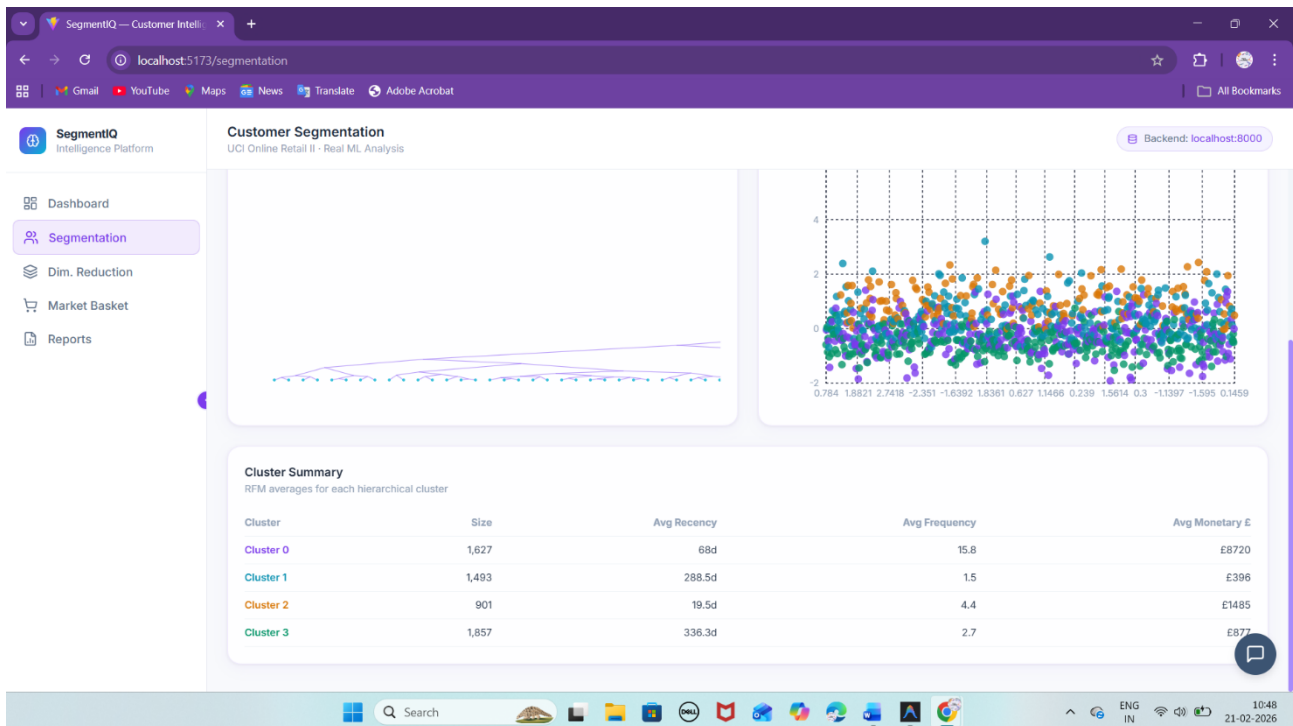 SegmentIQ — Customer Intelli
localhost:5173/segmentation
Gmail YouTube Maps News Translate Adobe Acrobat All Bookmarks
SegmentIQ
Intelligence Platform
Customer Segmentation
UCI Online Retail II · Real ML Analysis
Backend: localhost:8000
Dashboard
Segmentation
Dim. Reduction
Market Basket
Reports
4
2
0
-2
0.784 1.8821 2.7418 -2.351 -1.6392 1.8361 0.627 1.1466 0.239 1.5614 0.3 -1.1397 -1.595 0.1459
Cluster Summary
RFM averages for each hierarchical cluster
Cluster Size Avg Recency Avg Frequency Avg Monetary £
Cluster 0 1,627 68d 15.8 £8720
Cluster 1 1,493 288.5d 1.5 £396
Cluster 2 901 19.5d 4.4 £1485
Cluster 3 1,857 336.3d 2.7 £877
Search
DELL
ENG
IN
10:48
21-02-2026